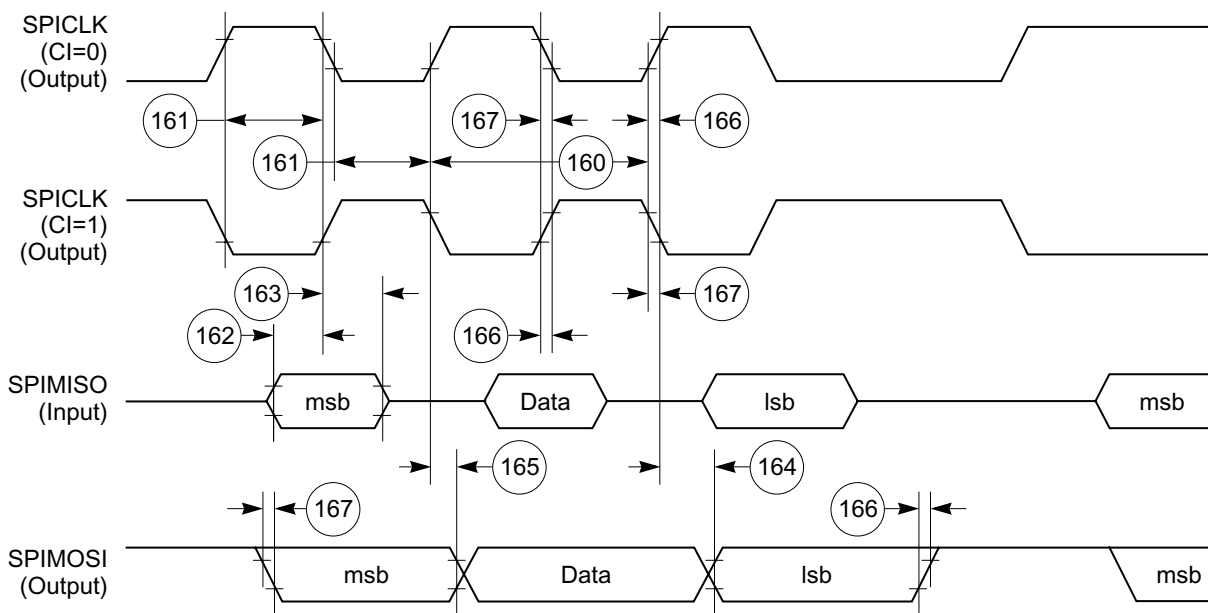 SPICLK
(CI=0)
(Output)
161
167
166
161
160
SPICLK
(CI=1)
(Output)
163
167
162
166
SPIMISO
(Input)
msb
Data
lsb
msb
165
164
167
166
SPIMOSI
(Output)
msb
Data
lsb
msb